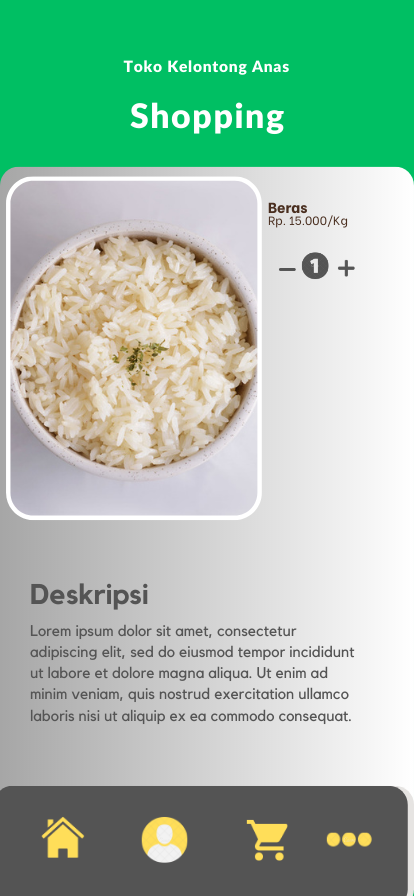 Toko Kelontong Anas
Shopping
Beras
Rp. 15.000/Kg
1
Deskripsi
Lorem ipsum dolor sit amet, consectetur
adipiscing elit, sed do eiusmod tempor incididunt
ut labore et dolore magna aliqua. Ut enim ad
minim veniam, quis nostrud exercitation ullamco
laboris nisi ut aliquip ex ea commodo consequat.